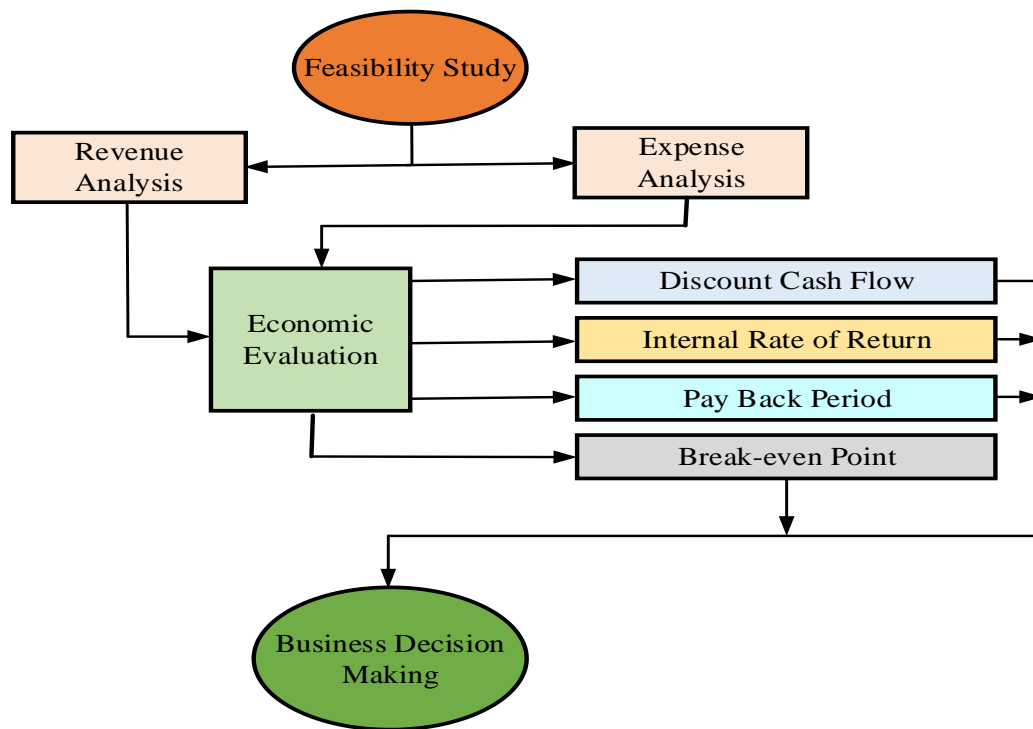 Feasibility Study
Revenue
Analysis
Expense
Analysis
Economic
Evaluation
Discount Cash Flow
Internal Rate of Return
Pay Back Period
Break-even Point
Business Decision
Making